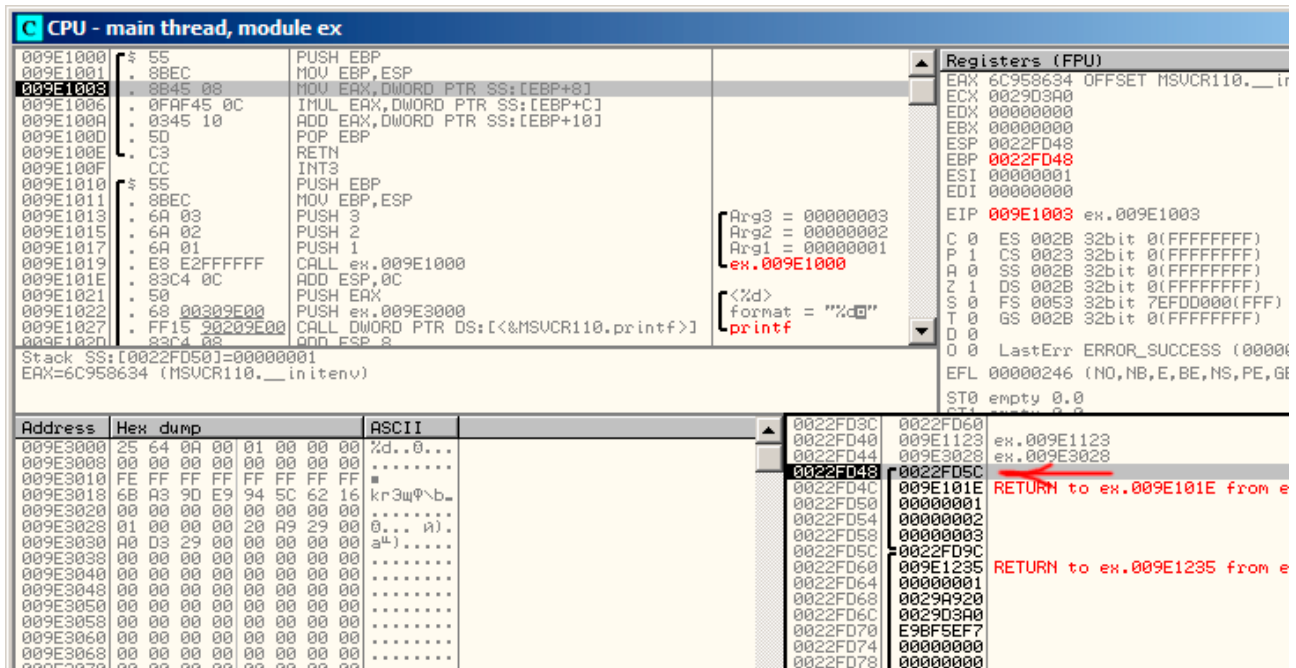 C CPU - main thread, module ex
009E1000 $ 55 PUSH EBP
009E1001 . 8BEC MOV EBP,ESP
009E1003 . 8B45 08 MOV EAX,DWORD PTR SS:[EBP+8]
009E1006 . 0FAF45 0C IMUL EAX,DWORD PTR SS:[EBP+C]
009E100A . 0345 10 ADD EAX,DWORD PTR SS:[EBP+10]
009E100D . 5D POP EBP
009E100E . C3 RETN
009E100F CC INT3
009E1010 $ 55 PUSH EBP
009E1011 . 8BEC MOV EBP,ESP
009E1013 . 6A 03 PUSH 3 Arg3 = 00000003
009E1015 . 6A 02 PUSH 2 Arg2 = 00000002
009E1017 . 6A 01 PUSH 1 Arg1 = 00000001
009E1019 . E8 E2FFFFFF CALL ex.009E1000 ex.009E1000
009E101E . 83C4 0C ADD ESP,0C
009E1021 . 50 PUSH EAX <%d>
009E1022 . 68 00309E00 PUSH ex.009E3000 format = "%d◙"
009E1027 . FF15 90209E00 CALL DWORD PTR DS:[<&MSVCR110.printf>] printf
009E102D . 83C4 08 ADD ESP,8
Stack SS:[0022FD50]=00000001
EAX=6C958634 (MSVCR110.__initenv)
Registers (FPU)
EAX 6C958634 OFFSET MSVCR110.__in
ECX 0029D3A0
EDX 00000000
EBX 00000000
ESP 0022FD48
EBP 0022FD48
ESI 00000001
EDI 00000000
EIP 009E1003 ex.009E1003
C 0 ES 002B 32bit 0(FFFFFFFF)
P 1 CS 0023 32bit 0(FFFFFFFF)
A 0 SS 002B 32bit 0(FFFFFFFF)
Z 1 DS 002B 32bit 0(FFFFFFFF)
S 0 FS 0053 32bit 7EFDD000(FFF)
T 0 GS 002B 32bit 0(FFFFFFFF)
D 0
O 0 LastErr ERROR_SUCCESS (00000
EFL 00000246 (NO,NB,E,BE,NS,PE,GE
ST0 empty 0.0
Address Hex dump ASCII
009E3000 25 64 0A 00 01 00 00 00 %d..0...
009E3008 00 00 00 00 00 00 00 00 ........
009E3010 FE FF FF FF FF FF FF FF
009E3018 6B A3 9D E9 94 5C 62 16
009E3020 00 00 00 00 00 00 00 00 ........
009E3028 01 00 00 00 20 A9 29 00
009E3030 A0 D3 29 00 00 00 00 00
009E3038 00 00 00 00 00 00 00 00 ........
009E3040 00 00 00 00 00 00 00 00 ........
009E3048 00 00 00 00 00 00 00 00 ........
009E3050 00 00 00 00 00 00 00 00 ........
009E3058 00 00 00 00 00 00 00 00 ........
009E3060 00 00 00 00 00 00 00 00 ........
009E3068 00 00 00 00 00 00 00 00 ........
0022FD3C 0022FD60
0022FD40 009E1123 ex.009E1123
0022FD44 009E3028 ex.009E3028
0022FD48 0022FD5C
0022FD4C 009E101E RETURN to ex.009E101E from e
0022FD50 00000001
0022FD54 00000002
0022FD58 00000003
0022FD5C 0022FD9C
0022FD60 009E1235 RETURN to ex.009E1235 from e
0022FD64 00000001
0022FD68 0029A920
0022FD6C 0029D3A0
0022FD70 E9BF5EF7
0022FD74 00000000
0022FD78 00000000